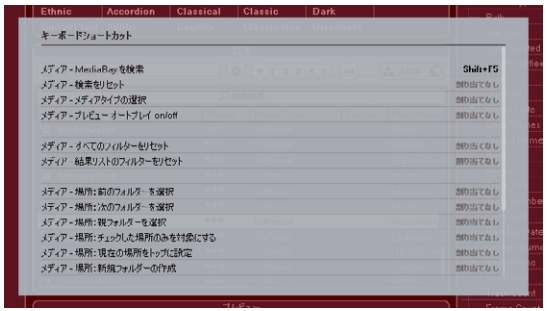 Ethnic Accordion Classical Classic Dark
キーボードショートカット
メディア - MediaBay を検索 Shift+F5
メディア - 検索をリセット 割り当てなし
メディア - メディアタイプの選択 割り当てなし
メディア - プレビュー オートプレイ on/off 割り当てなし
メディア - すべてのフィルターをリセット 割り当てなし
メディア - 結果リストのフィルターをリセット 割り当てなし
メディア - 場所: 前のフォルダーを選択 割り当てなし
メディア - 場所: 次のフォルダーを選択 割り当てなし
メディア - 場所: 親フォルダーを選択 割り当てなし
メディア - 場所: チェックした場所のみを対象にする 割り当てなし
メディア - 場所: 現在の場所をトップに設定 割り当てなし
メディア - 場所: 新規フォルダーの作成 割り当てなし
プレビュー